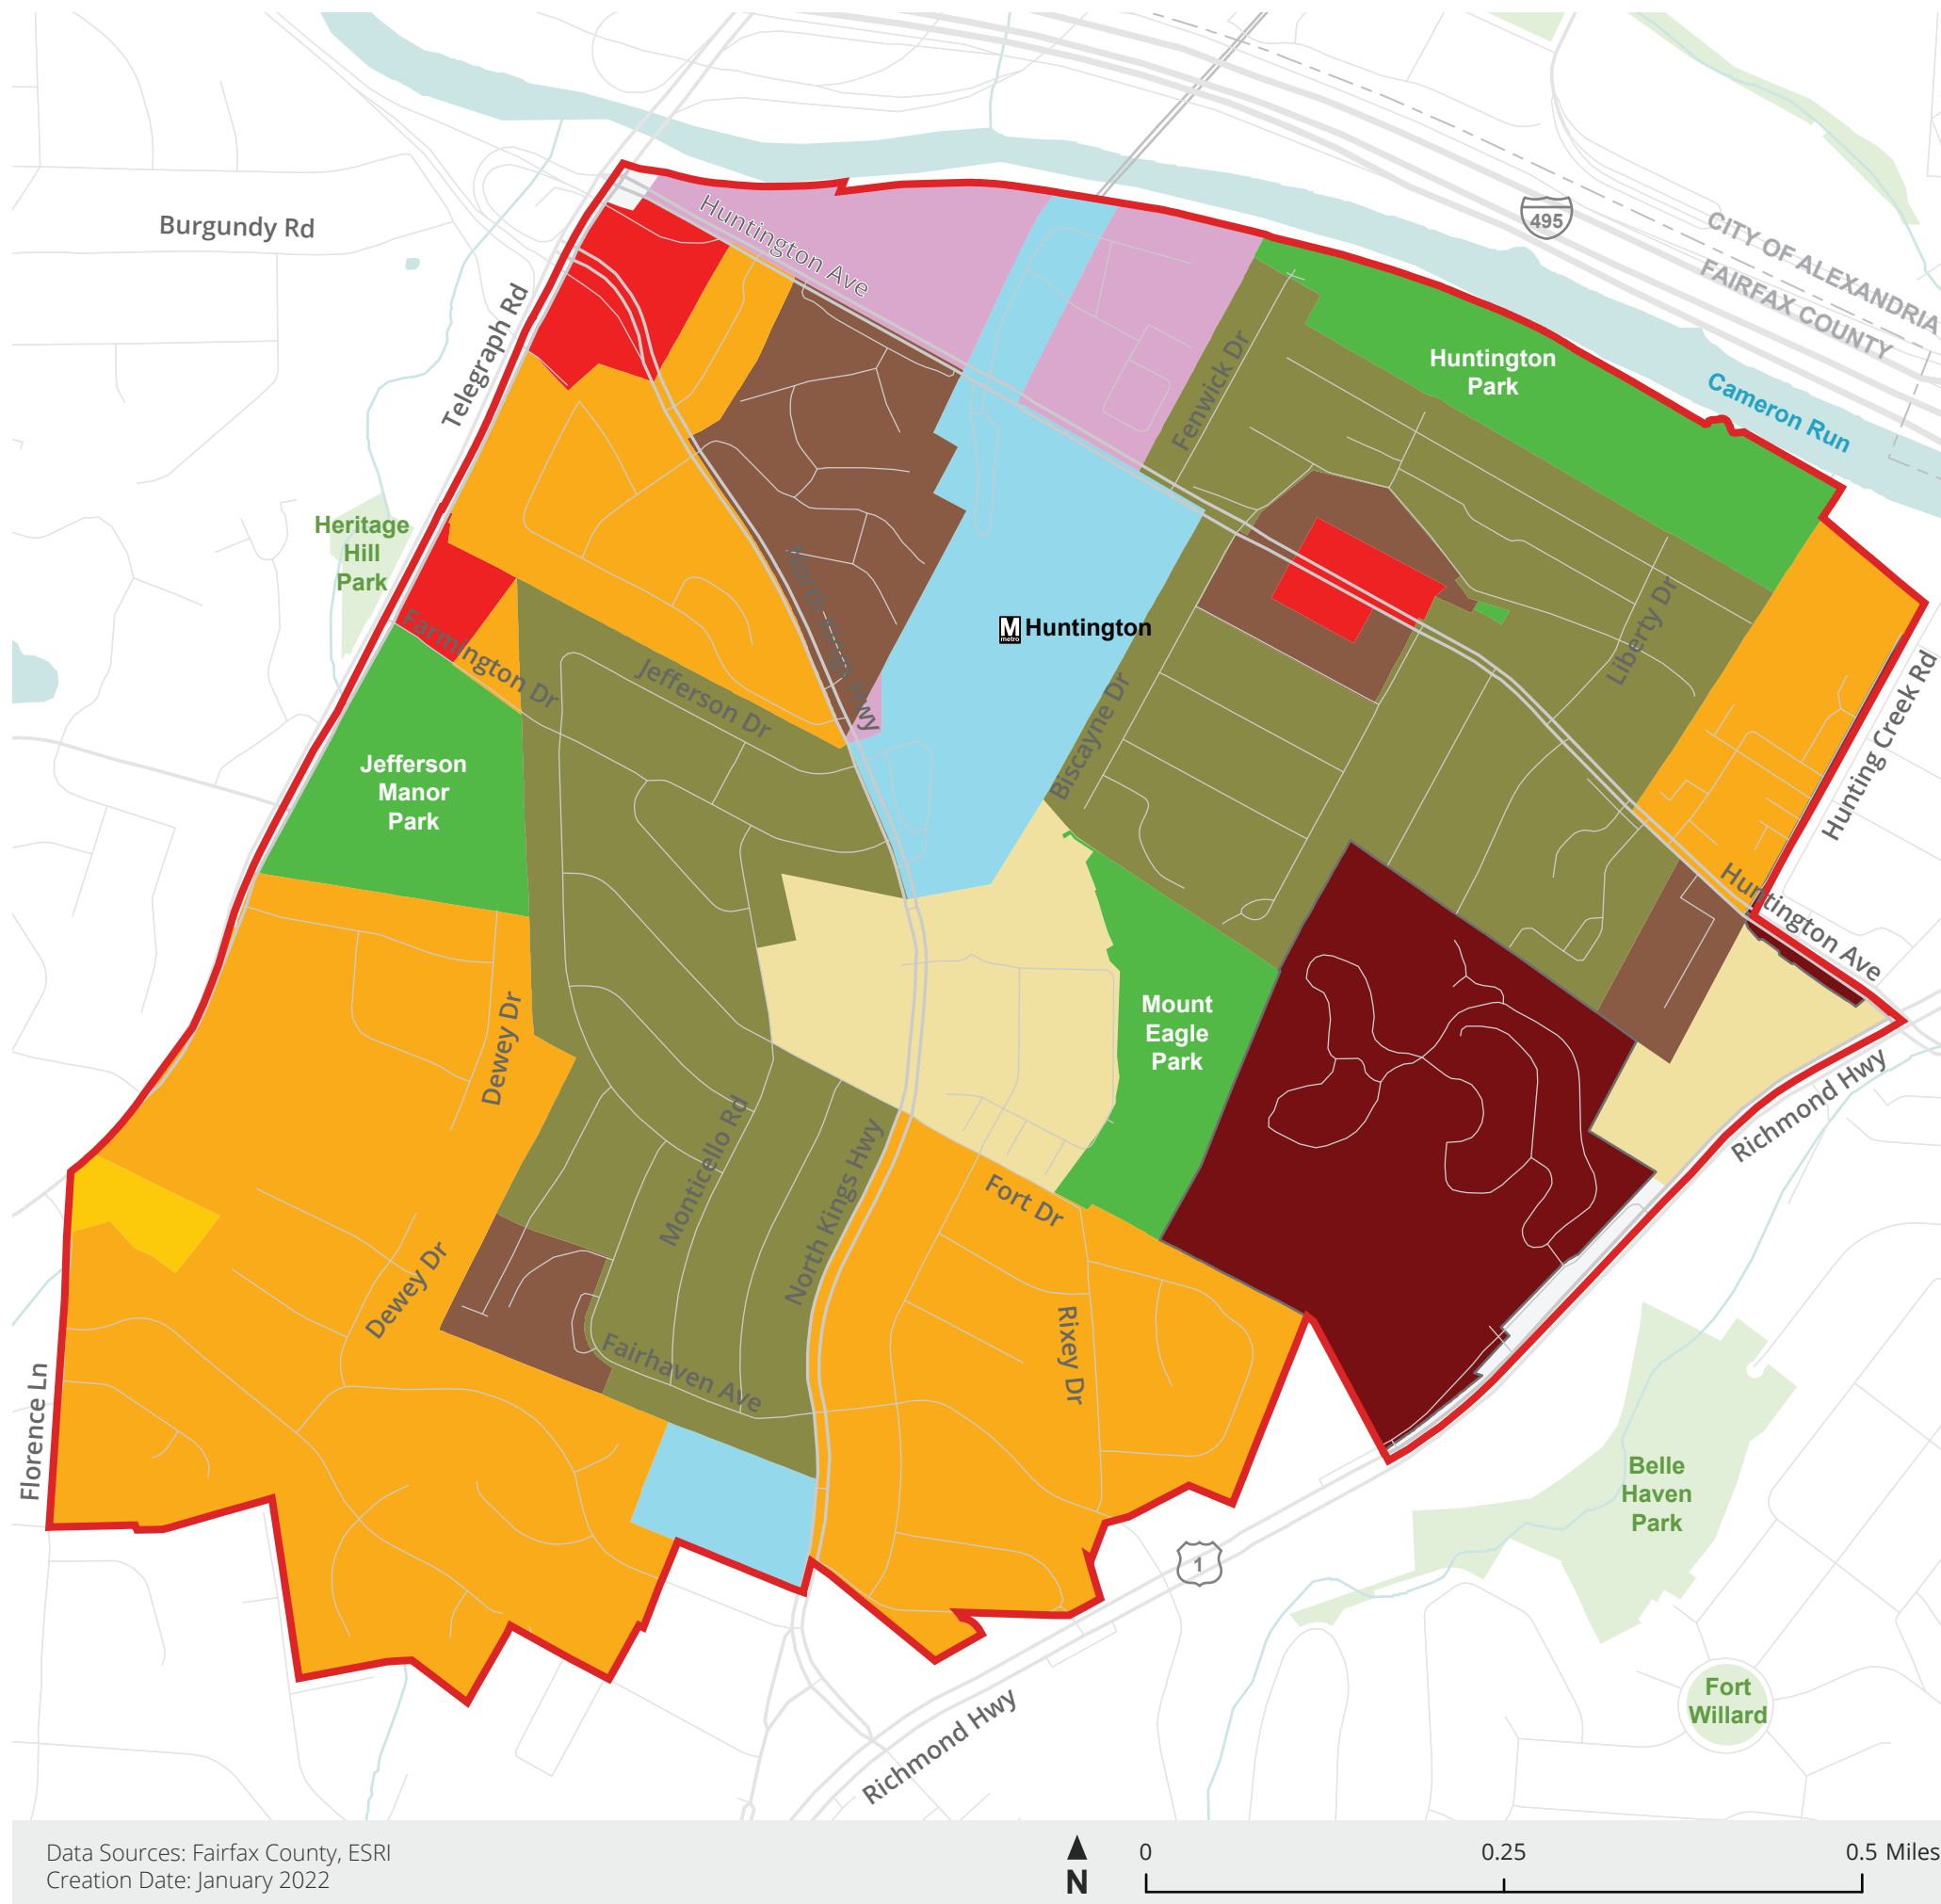 Burgundy Rd
Huntington Ave
495
CITY OF ALEXANDRIA
FAIRFAX COUNTY
Telegraph Rd
Fenwick Dr
Huntington
Park
Cameron Run
Heritage
Hill
Park
North Kings Hwy
M
metro
Huntington
Farmington Dr
Jefferson Dr
Liberty Dr
Biscayne Dr
Hunting Creek Rd
Jefferson
Manor
Park
Huntington Ave
Dewey Dr
Mount
Eagle
Park
Richmond Hwy
Monticello Rd
North Kings Hwy
Fort Dr
Dewey Dr
Fairhaven Ave
Rixey Dr
Florence Ln
Belle
Haven
Park
1
Fort
Willard
Richmond Hwy
Data Sources: Fairfax County, ESRI
Creation Date: January 2022
N
0 0.25 0.5 Miles